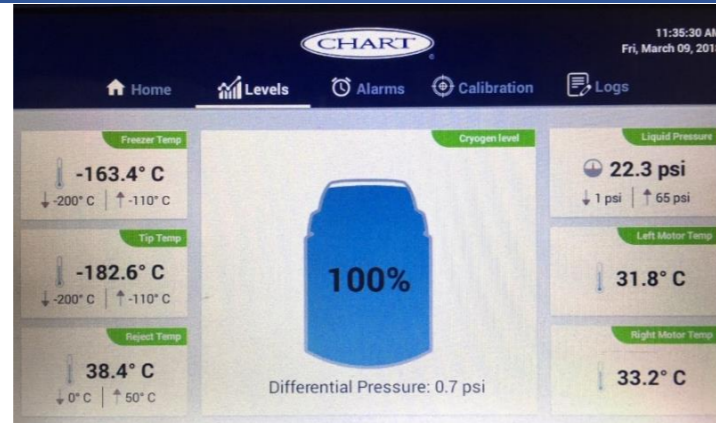 CHART
11:35:30 AM
Fri, March 09, 201
Home
Levels
Alarms
Calibration
Logs
Freezer Temp
-163.4° C
↓ -200° C | ↑ -110° C
Tip Temp
-182.6° C
↓ -200° C | ↑ -110° C
Reject Temp
38.4° C
↓ 0° C | ↑ 50° C
Cryogen level
100%
Differential Pressure: 0.7 psi
Liquid Pressure
22.3 psi
↓ 1 psi | ↑ 65 psi
Left Motor Temp
31.8° C
Right Motor Temp
33.2° C